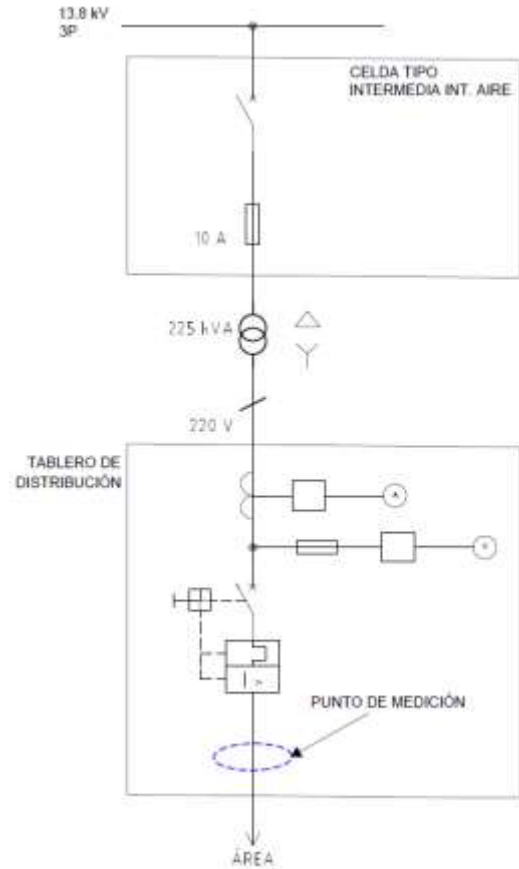 13.8 kV
3P
CELDA TIPO
INTERMEDIA INT. AIRE
10 A
225 kVA
220 V
TABLERO DE
DISTRIBUCIÓN
A
V
I >
PUNTO DE MEDICIÓN
ÁREA